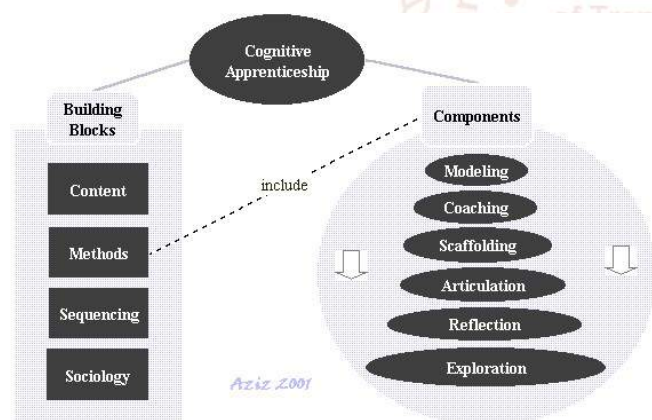 Cognitive
Apprenticeship
Building
Blocks
Content
Methods
Sequencing
Sociology
include
Components
Modeling
Coaching
Scaffolding
Articulation
Reflection
Exploration
Aziz 2001